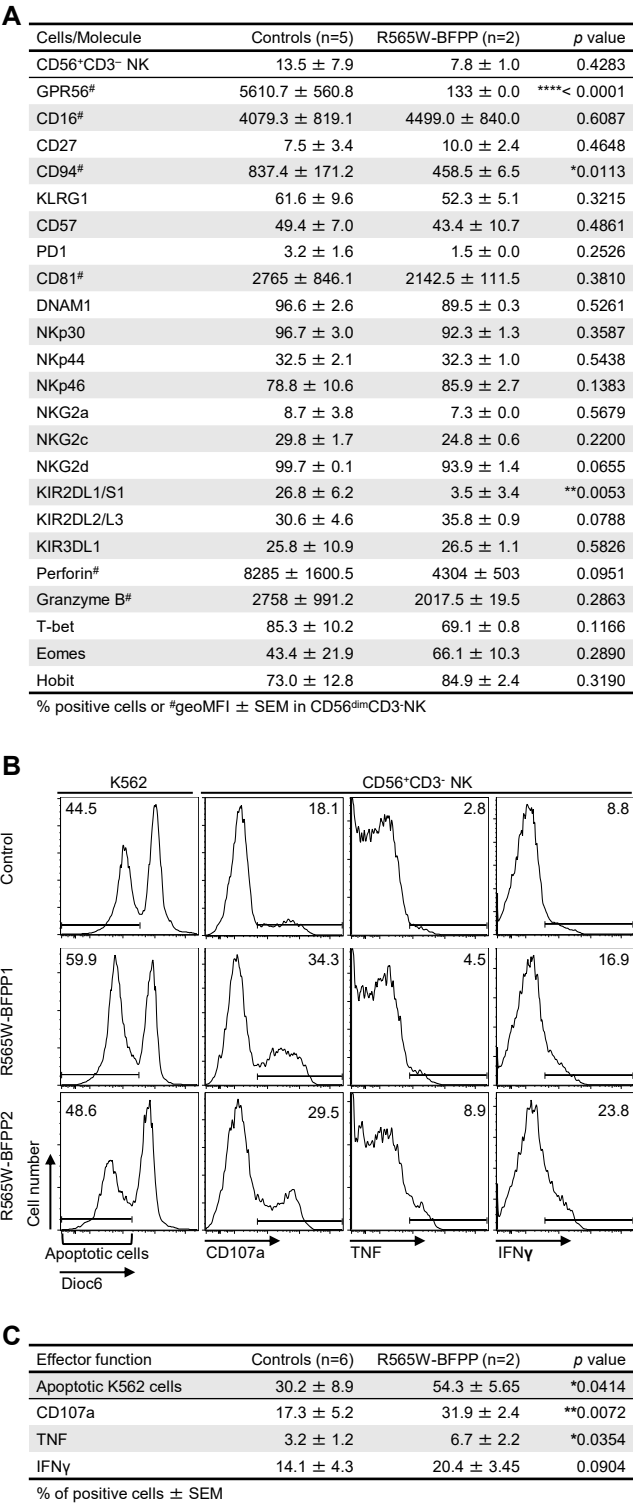 A
Cells/Molecule Controls (n=5) R565W-BFPP (n=2) p value
CD56⁺CD3⁻ NK 13.5 ± 7.9 7.8 ± 1.0 0.4283
GPR56# 5610.7 ± 560.8 133 ± 0.0 ****< 0.0001
CD16# 4079.3 ± 819.1 4499.0 ± 840.0 0.6087
CD27 7.5 ± 3.4 10.0 ± 2.4 0.4648
CD94# 837.4 ± 171.2 458.5 ± 6.5 *0.0113
KLRG1 61.6 ± 9.6 52.3 ± 5.1 0.3215
CD57 49.4 ± 7.0 43.4 ± 10.7 0.4861
PD1 3.2 ± 1.6 1.5 ± 0.0 0.2526
CD81# 2765 ± 846.1 2142.5 ± 111.5 0.3810
DNAM1 96.6 ± 2.6 89.5 ± 0.3 0.5261
NKp30 96.7 ± 3.0 92.3 ± 1.3 0.3587
NKp44 32.5 ± 2.1 32.3 ± 1.0 0.5438
NKp46 78.8 ± 10.6 85.9 ± 2.7 0.1383
NKG2a 8.7 ± 3.8 7.3 ± 0.0 0.5679
NKG2c 29.8 ± 1.7 24.8 ± 0.6 0.2200
NKG2d 99.7 ± 0.1 93.9 ± 1.4 0.0655
KIR2DL1/S1 26.8 ± 6.2 3.5 ± 3.4 **0.0053
KIR2DL2/L3 30.6 ± 4.6 35.8 ± 0.9 0.0788
KIR3DL1 25.8 ± 10.9 26.5 ± 1.1 0.5826
Perforin# 8285 ± 1600.5 4304 ± 503 0.0951
Granzyme B# 2758 ± 991.2 2017.5 ± 19.5 0.2863
T-bet 85.3 ± 10.2 69.1 ± 0.8 0.1166
Eomes 43.4 ± 21.9 66.1 ± 10.3 0.2890
Hobit 73.0 ± 12.8 84.9 ± 2.4 0.3190
% positive cells or #geoMFI ± SEM in CD56ᵈⁱᵐCD3⁻NK
B
K562 CD56⁺CD3⁻ NK
Control 44.5 18.1 2.8 8.8
R565W-BFPP1 59.9 34.3 4.5 16.9
R565W-BFPP2 48.6 29.5 8.9 23.8
Cell number
Apoptotic cells CD107a TNF IFNγ
Dioc6
C
Effector function Controls (n=6) R565W-BFPP (n=2) p value
Apoptotic K562 cells 30.2 ± 8.9 54.3 ± 5.65 *0.0414
CD107a 17.3 ± 5.2 31.9 ± 2.4 **0.0072
TNF 3.2 ± 1.2 6.7 ± 2.2 *0.0354
IFNγ 14.1 ± 4.3 20.4 ± 3.45 0.0904
% of positive cells ± SEM